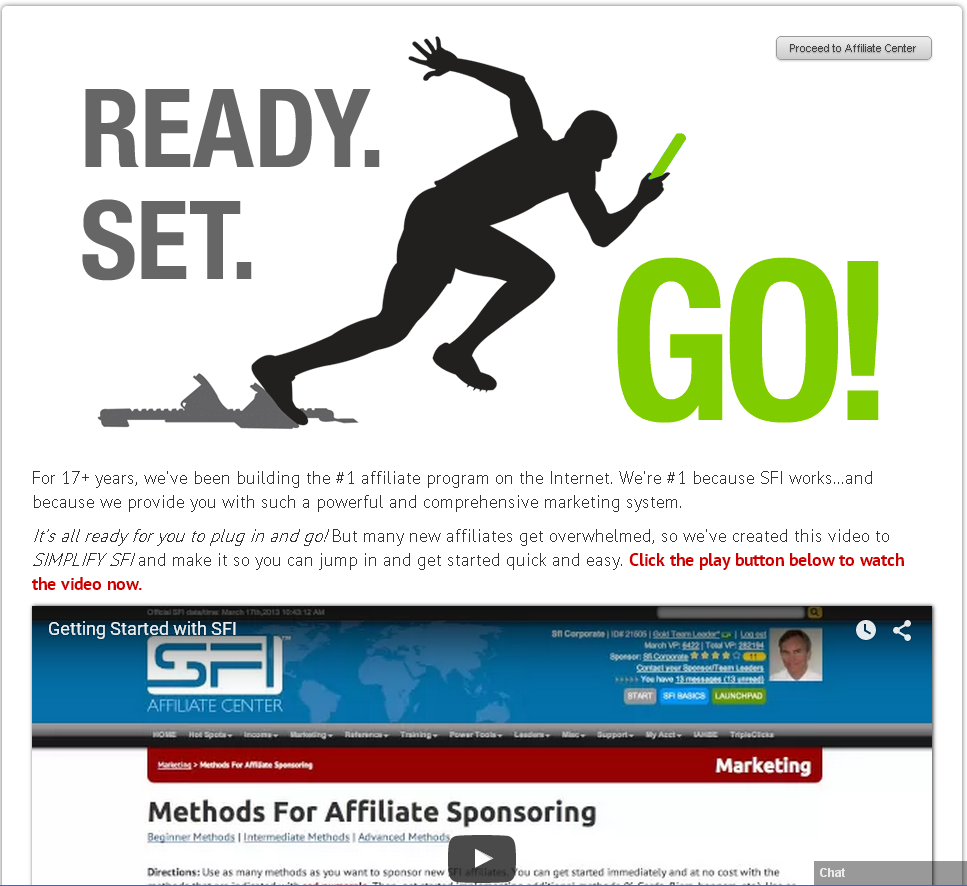 Proceed to Affiliate Center
READY.
SET.
GO!
For 17+ years, we've been building the #1 affiliate program on the Internet. We're #1 because SFI works...and
because we provide you with such a powerful and comprehensive marketing system.
It's all ready for you to plug in and go! But many new affiliates get overwhelmed, so we've created this video to
SIMPLIFY SFI and make it so you can jump in and get started quick and easy. Click the play button below to watch
the video now.
Official SFI date/time: March 17th,2013 10:43:12 AM
Getting Started with SFI
SFI™
AFFILIATE CENTER
Sfi Corporate | ID# 21505 | Gold Team Leader* | Log out
March VP: 6422 | Total VP: 262194
Sponsor: Sfi Corporate 11
Contact your Sponsor/Team Leaders
>>>>> You have 13 messages (13 unread)
START SFI BASICS LAUNCHPAD
HOME Hot Spots Income Marketing Reference Training Power Tools Leaders Misc Support My Acct IAHBE TripleClicks
Marketing > Methods For Affiliate Sponsoring
Marketing
Methods For Affiliate Sponsoring
Beginner Methods | Intermediate Methods | Advanced Methods
Directions: Use as many methods as you want to sponsor new SFI affiliates. You can get started immediately and at no cost with the
Chat